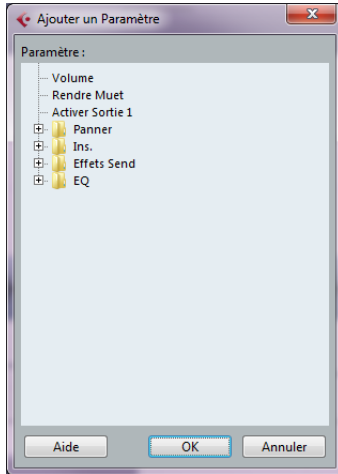 Ajouter un Paramètre
Paramètre :
Volume
Rendre Muet
Activer Sortie 1
Panner
Ins.
Effets Send
EQ
Aide
OK
Annuler